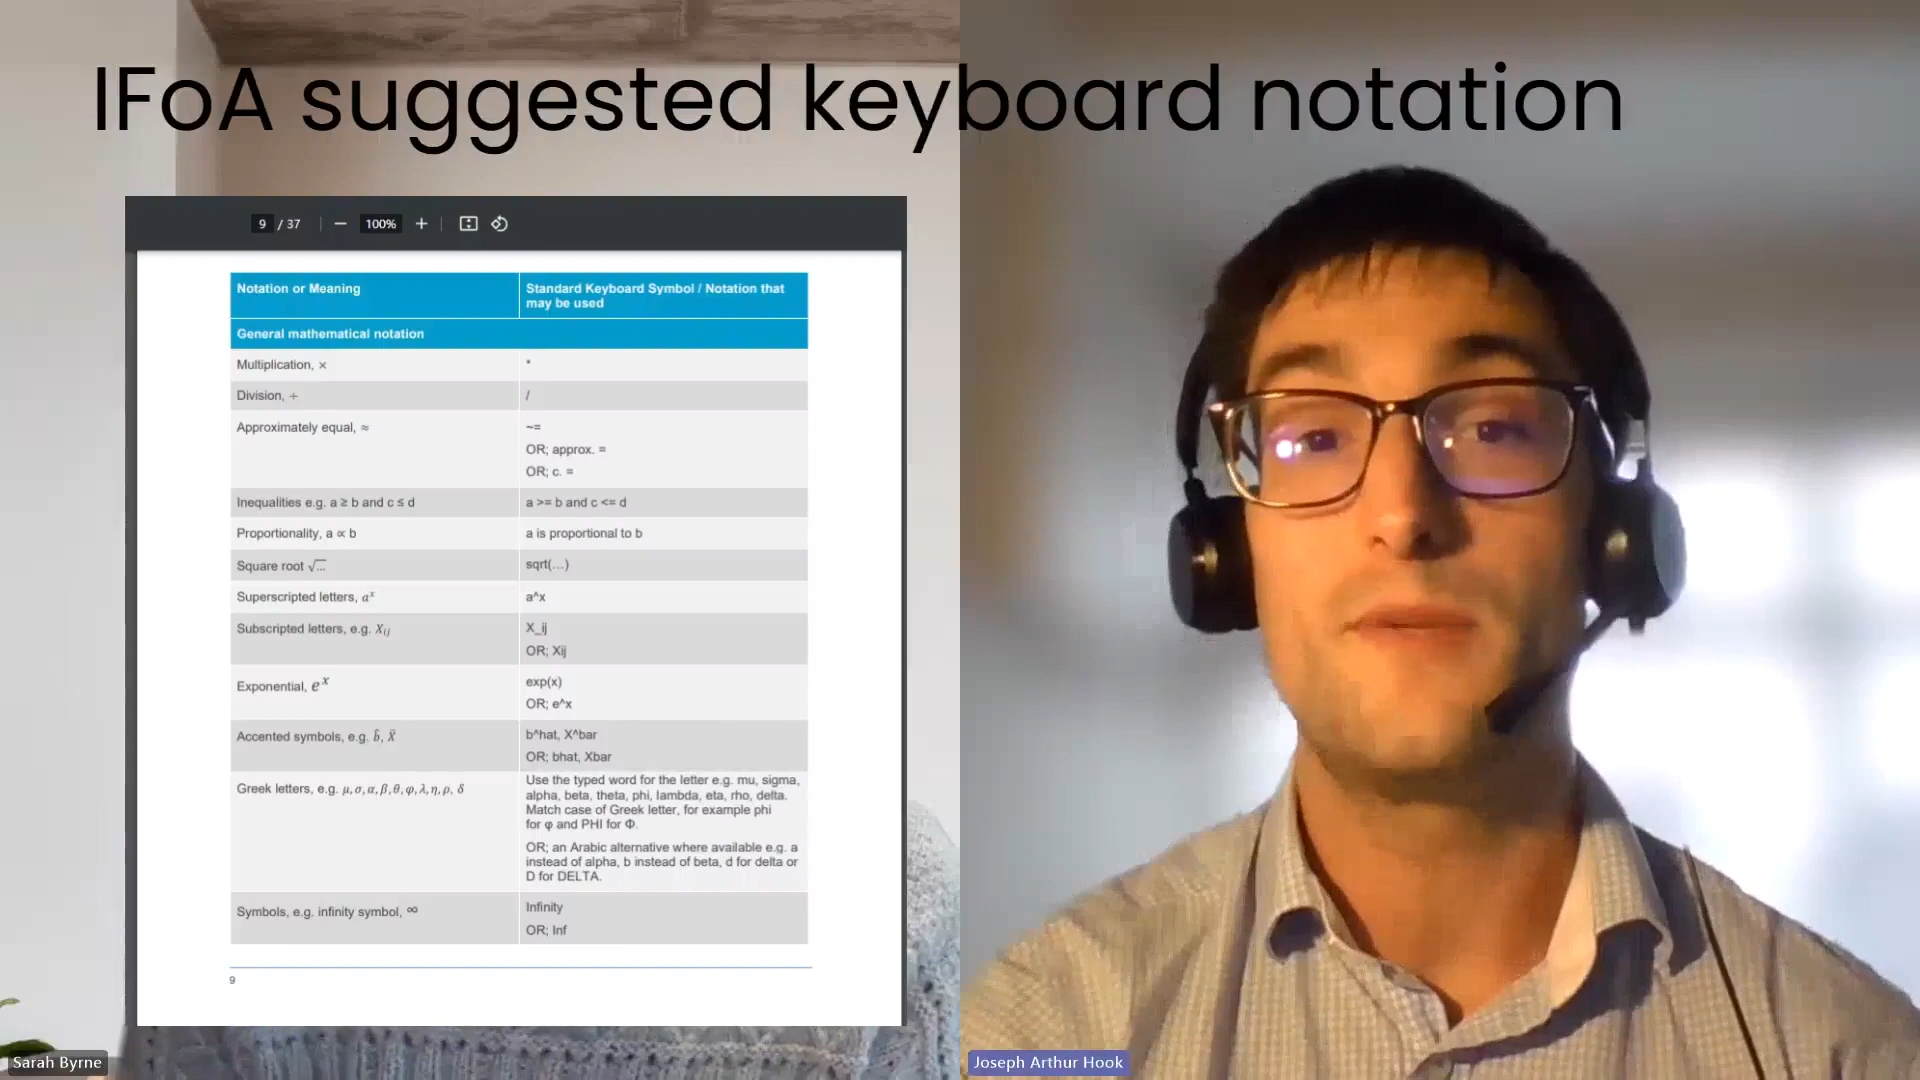 IFoA suggested keyboard notation
9 / 37 − 100% +
Notation or Meaning
Standard Keyboard Symbol / Notation that
may be used
General mathematical notation
Multiplication, ×
*
Division, ÷
/
Approximately equal, ≈
~=
OR; approx. =
OR; c. =
Inequalities e.g. a ≥ b and c ≤ d
a >= b and c <= d
Proportionality, a ∝ b
a is proportional to b
Square root √...
sqrt(...)
Superscripted letters, aˣ
a^x
Subscripted letters, e.g. Xᵢⱼ
X_ij
OR; Xij
Exponential, eˣ
exp(x)
OR; e^x
Accented symbols, e.g. b̂, X̄
b^hat, X^bar
OR; bhat, Xbar
Greek letters, e.g. μ, σ, α, β, θ, φ, λ, η, ρ, δ
Use the typed word for the letter e.g. mu, sigma,
alpha, beta, theta, phi, lambda, eta, rho, delta.
Match case of Greek letter, for example phi
for φ and PHI for Φ.
OR; an Arabic alternative where available e.g. a
instead of alpha, b instead of beta, d for delta or
D for DELTA.
Symbols, e.g. infinity symbol, ∞
Infinity
OR; Inf
9
Sarah Byrne
Joseph Arthur Hook